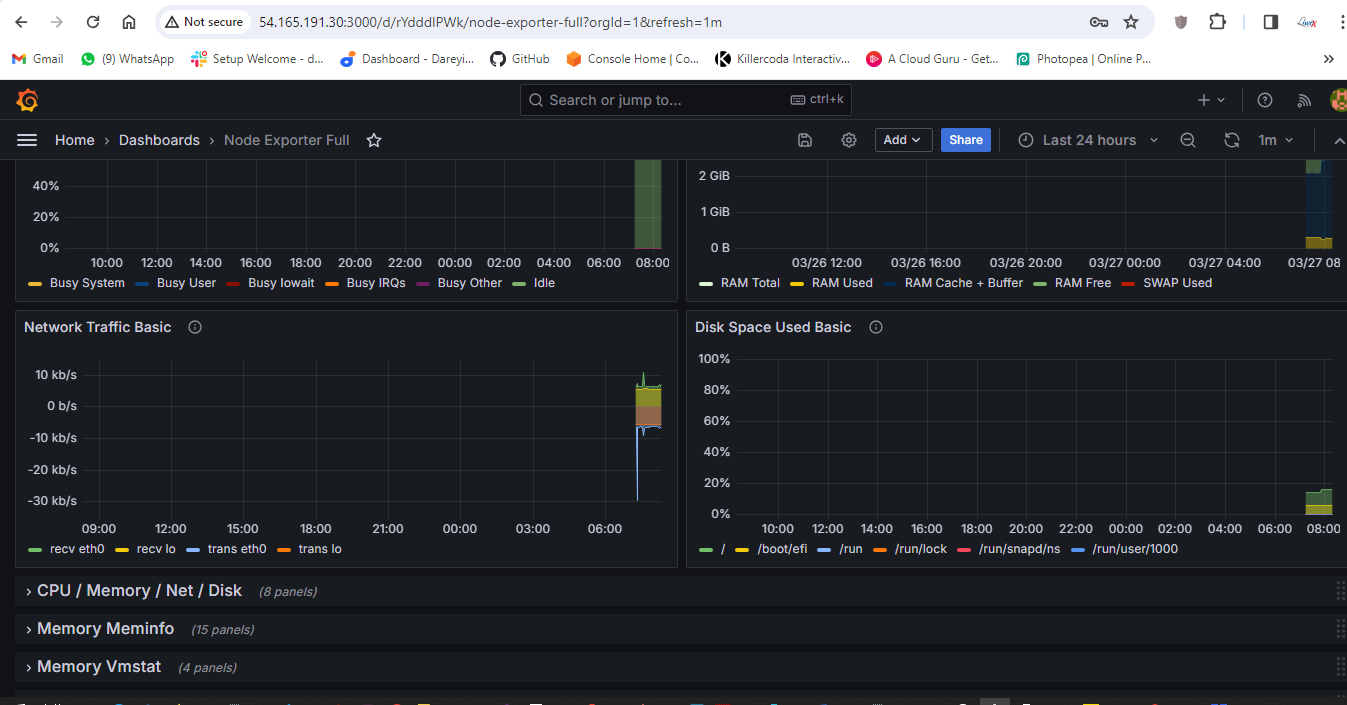 Not secure 54.165.191.30:3000/d/rYdddlPWk/node-exporter-full?orgId=1&refresh=1m
Gmail (9) WhatsApp Setup Welcome - d... Dashboard - Dareyi... GitHub Console Home | Co... Killercoda Interactiv... A Cloud Guru - Get... Photopea | Online P...
Search or jump to... ctrl+k
Home › Dashboards › Node Exporter Full Add Share Last 24 hours 1m
40%
20%
0%
10:00 12:00 14:00 16:00 18:00 20:00 22:00 00:00 02:00 04:00 06:00 08:00
Busy System Busy User Busy Iowait Busy IRQs Busy Other Idle
2 GiB
1 GiB
0 B
03/26 12:00 03/26 16:00 03/26 20:00 03/27 00:00 03/27 04:00 03/27 08
RAM Total RAM Used RAM Cache + Buffer RAM Free SWAP Used
Network Traffic Basic
10 kb/s
0 b/s
-10 kb/s
-20 kb/s
-30 kb/s
09:00 12:00 15:00 18:00 21:00 00:00 03:00 06:00
recv eth0 recv lo trans eth0 trans lo
Disk Space Used Basic
100%
80%
60%
40%
20%
0%
10:00 12:00 14:00 16:00 18:00 20:00 22:00 00:00 02:00 04:00 06:00 08:00
/ /boot/efi /run /run/lock /run/snapd/ns /run/user/1000
CPU / Memory / Net / Disk (8 panels)
Memory Meminfo (15 panels)
Memory Vmstat (4 panels)